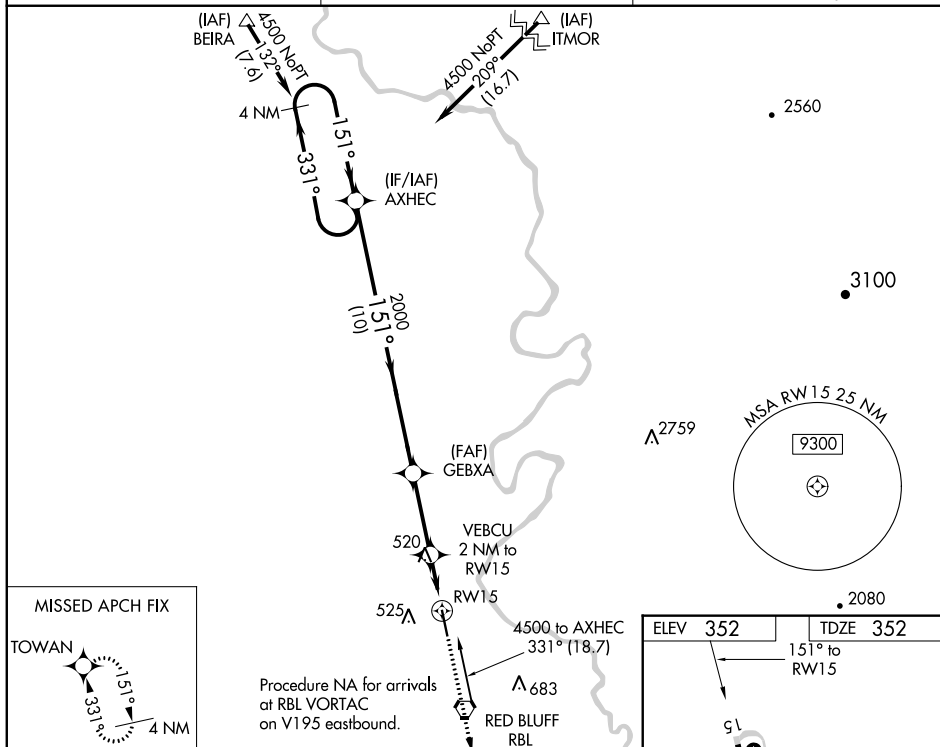 (IAF)
BEIRA
4500 NoPT
132°
(7.6)
(IAF)
ITMOR
4500 NoPT
209°
(16.7)
4 NM
151°
331°
2560
(IF/IAF)
AXHEC
3100
2000
151°
(10)
MSA RW15 25 NM
9300
2759
(FAF)
GEBXA
520
VEBCU
2 NM to
RW15
525
RW15
2080
4500 to AXHEC
331° (18.7)
683
RED BLUFF
RBL
Procedure NA for arrivals
at RBL VORTAC
on V195 eastbound.
MISSED APCH FIX
TOWAN
151°
331°
4 NM
ELEV 352
TDZE 352
151° to
RW15
15